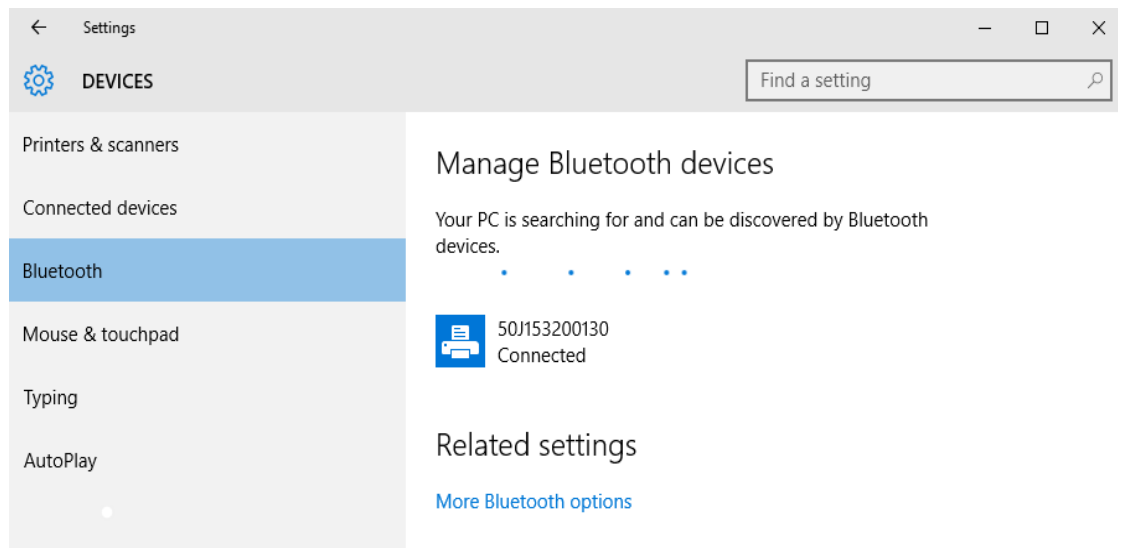 Settings
DEVICES
Find a setting
Printers & scanners
Connected devices
Bluetooth
Mouse & touchpad
Typing
AutoPlay
Manage Bluetooth devices
Your PC is searching for and can be discovered by Bluetooth
devices.
50J153200130
Connected
Related settings
More Bluetooth options